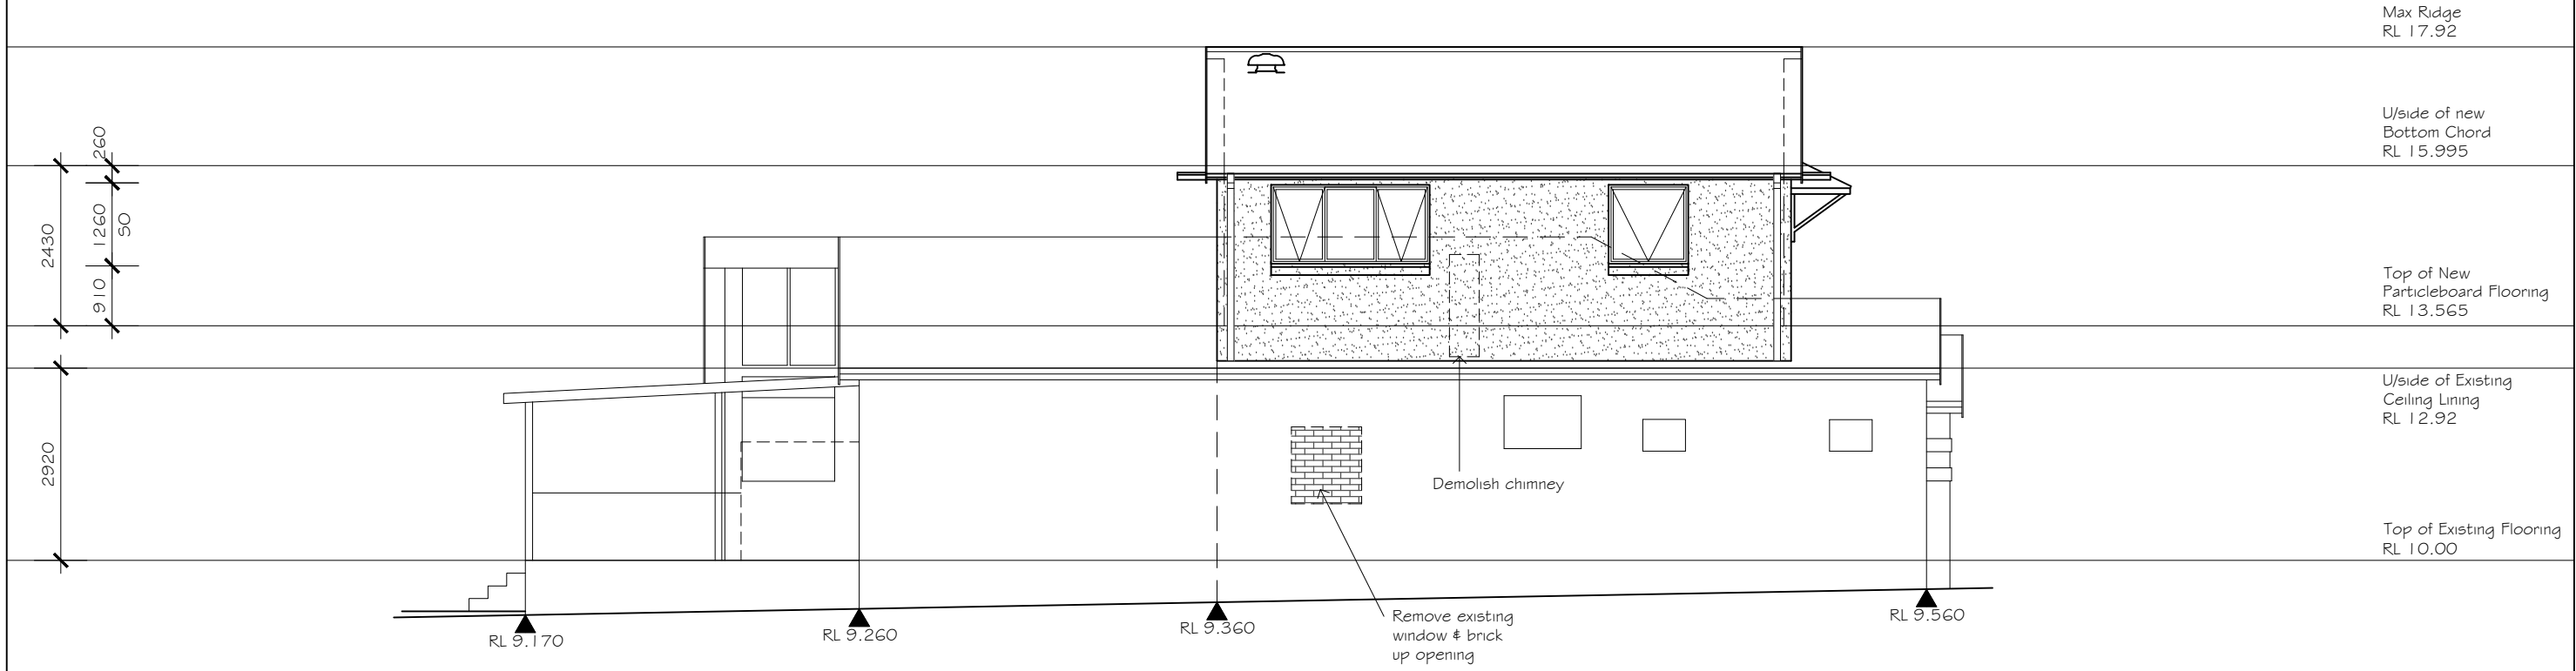 Max Ridge
RL 17.92
U/side of new
Bottom Chord
RL 15.995
Top of New
Particleboard Flooring
RL 13.565
U/side of Existing
Ceiling Lining
RL 12.92
Top of Existing Flooring
RL 10.00
260
2430
1260
50
910
2920
Demolish chimney
Remove existing
window & brick
up opening
RL 9.170
RL 9.260
RL 9.360
RL 9.560